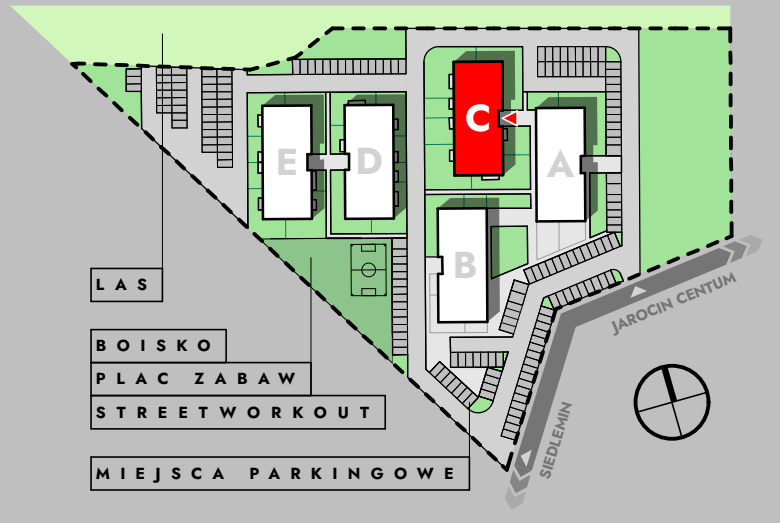 C
E
D
A
B
LAS
BOISKO
PLAC ZABAW
STREETWORKOUT
MIEJSCA PARKINGOWE
JAROCIN CENTUM
SIEDLEMIN